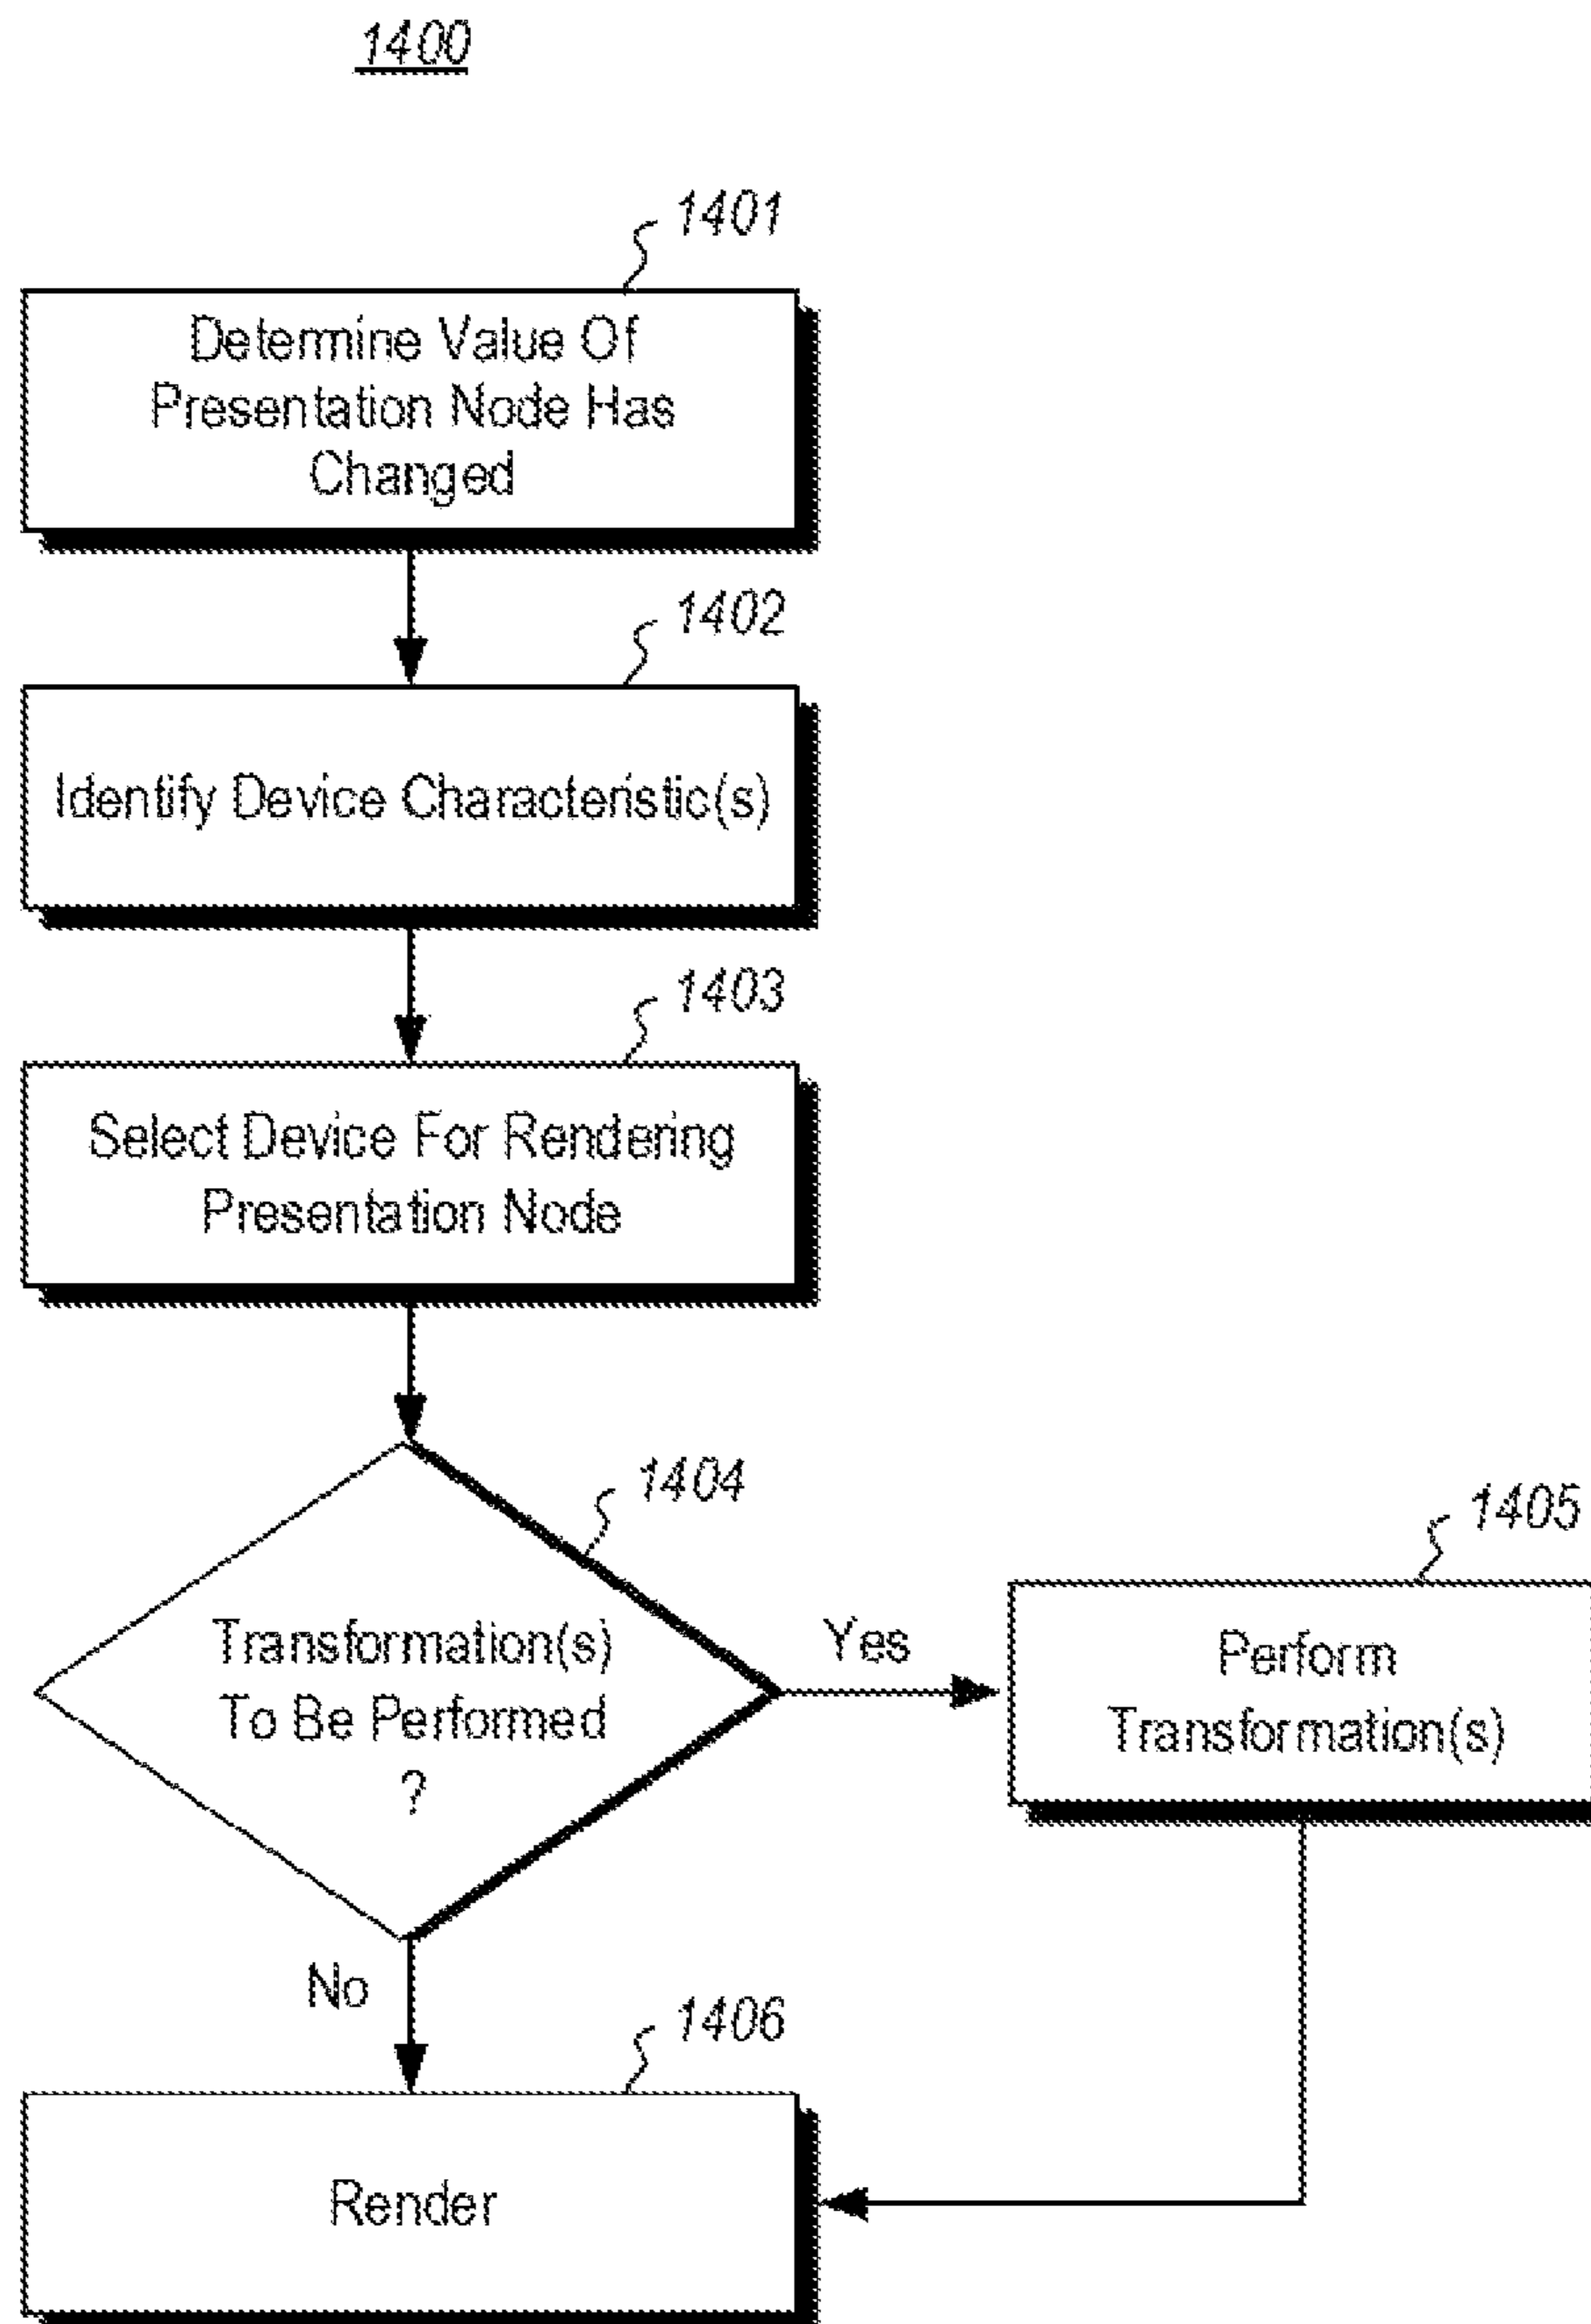 1400
1401
Determine Value Of
Presentation Node Has
Changed
1402
Identify Device Characteristic(s)
1403
Select Device For Rendering
Presentation Node
1404
Transformation(s)
To Be Performed
?
Yes
1405
Perform
Transformation(s)
No
1406
Render